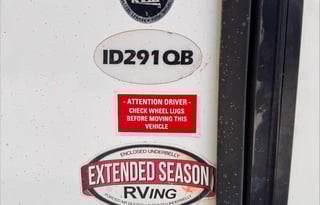 ID291QB
- ATTENTION DRIVER -
CHECK WHEEL LUGS
BEFORE MOVING THIS
VEHICLE
ENCLOSED UNDERBELLY
EXTENDED SEASON
RVING